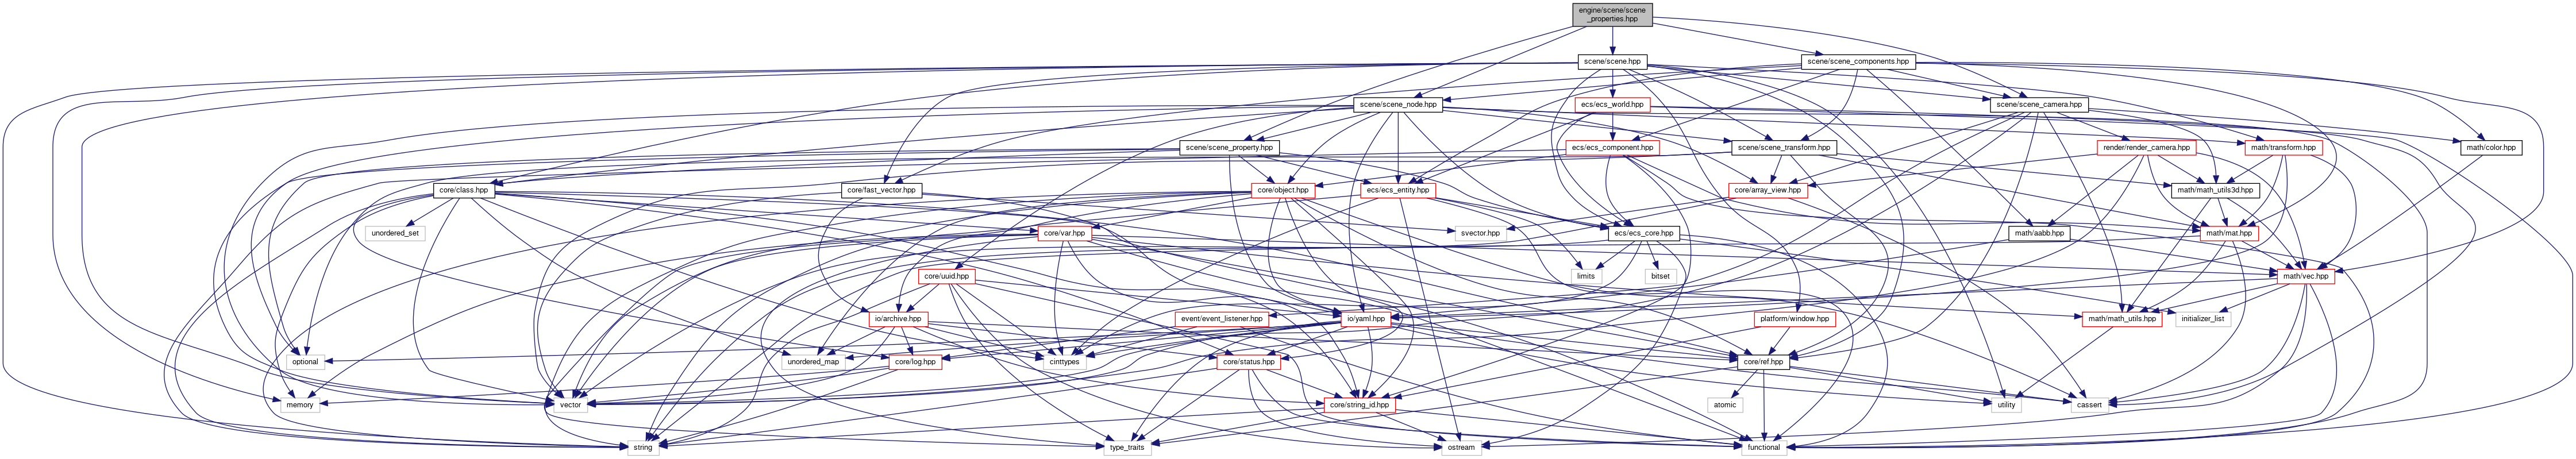 engine/scene/scene
_properties.hpp
scene/scene.hpp
scene/scene_components.hpp
scene/scene_node.hpp
ecs/ecs_world.hpp
scene/scene_camera.hpp
scene/scene_property.hpp
ecs/ecs_component.hpp
scene/scene_transform.hpp
render/render_camera.hpp
math/transform.hpp
math/color.hpp
core/class.hpp
core/fast_vector.hpp
core/object.hpp
ecs/ecs_entity.hpp
core/array_view.hpp
math/math_utils3d.hpp
unordered_set
core/var.hpp
svector.hpp
ecs/ecs_core.hpp
math/aabb.hpp
math/mat.hpp
core/uuid.hpp
limits
bitset
math/vec.hpp
io/archive.hpp
event/event_listener.hpp
io/yaml.hpp
platform/window.hpp
math/math_utils.hpp
initializer_list
optional
unordered_map
core/log.hpp
cinttypes
core/status.hpp
core/ref.hpp
memory
vector
core/string_id.hpp
atomic
utility
cassert
string
type_traits
ostream
functional